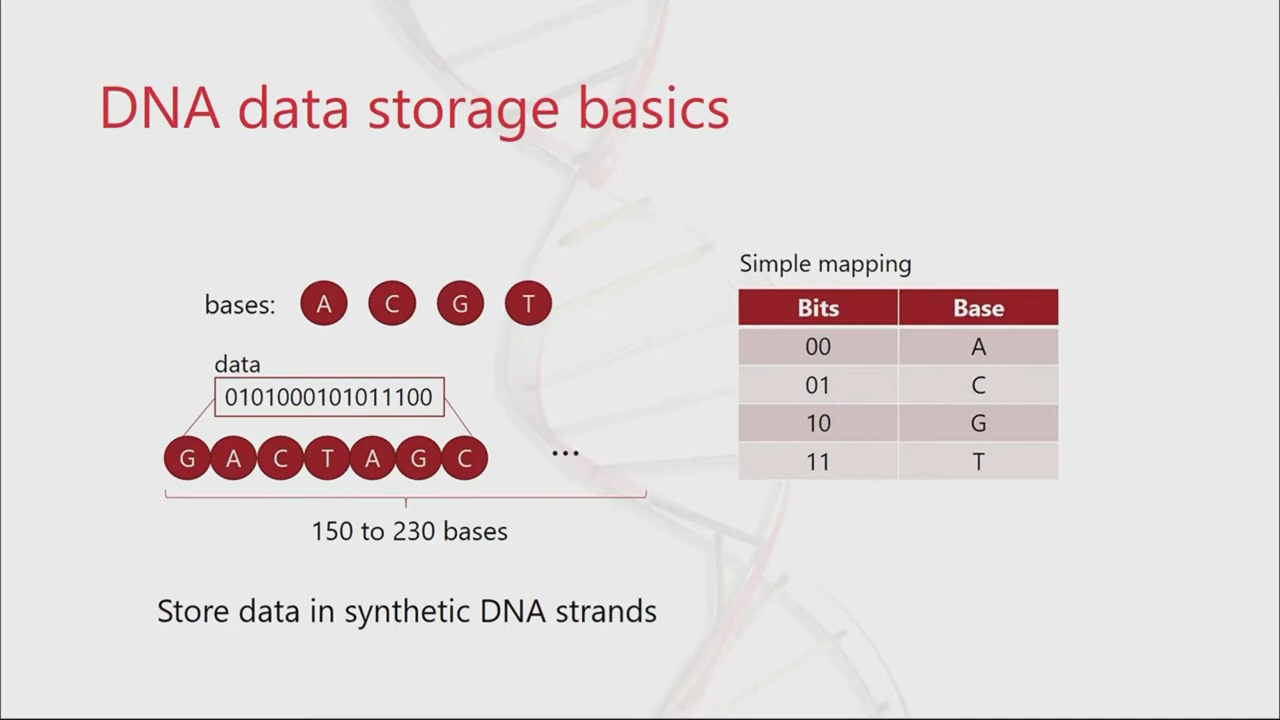 DNA data storage basics
bases: A C G T
data
0101000101011100
G A C T A G C ...
150 to 230 bases
Store data in synthetic DNA strands
Simple mapping
Bits Base
00 A
01 C
10 G
11 T